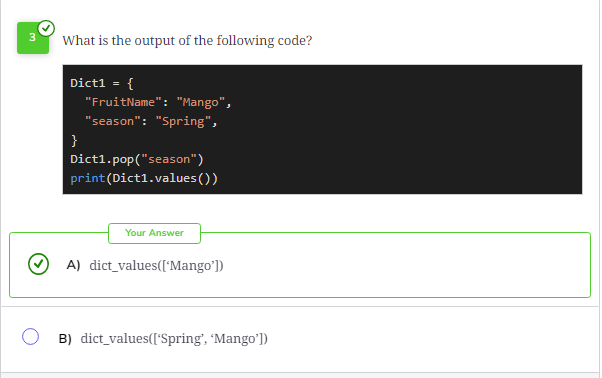 3
What is the output of the following code?
Dict1 = {
  "FruitName": "Mango",
  "season": "Spring",
}
Dict1.pop("season")
print(Dict1.values())
Your Answer
A) dict_values([‘Mango’])
B) dict_values([‘Spring’, ‘Mango’])